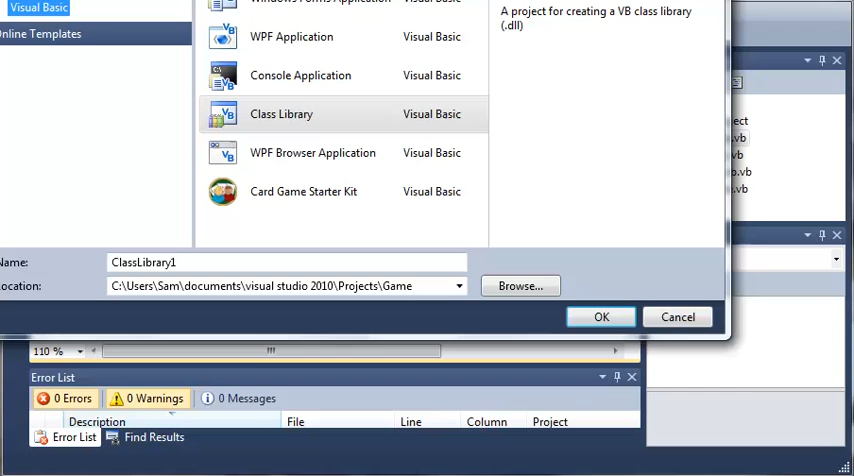 Visual Basic
nline Templates
Windows Forms Application
Visual Basic
WPF Application
Visual Basic
Console Application
Visual Basic
Class Library
Visual Basic
WPF Browser Application
Visual Basic
Card Game Starter Kit
Visual Basic
A project for creating a VB class library
(.dll)
ect
.vb
vb
b.vb
e.vb
Name:
ClassLibrary1
ocation:
C:\Users\Sam\documents\visual studio 2010\Projects\Game
Browse...
OK
Cancel
110 %
Error List
0 Errors
0 Warnings
0 Messages
Description
File
Line
Column
Project
Error List
Find Results